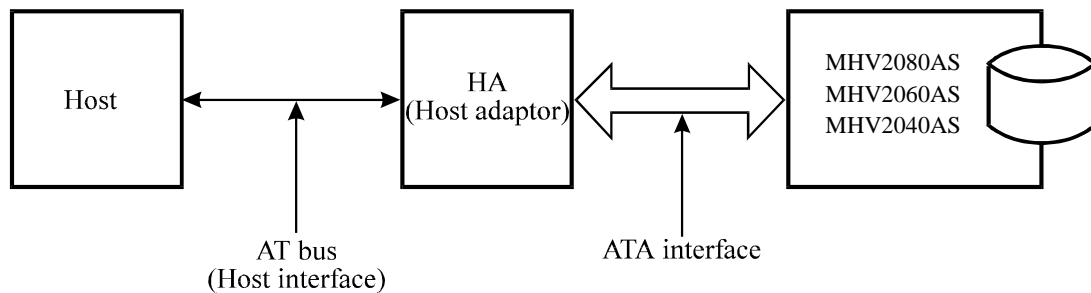 Host
HA
(Host adaptor)
MHV2080AS
MHV2060AS
MHV2040AS
AT bus
(Host interface)
ATA interface